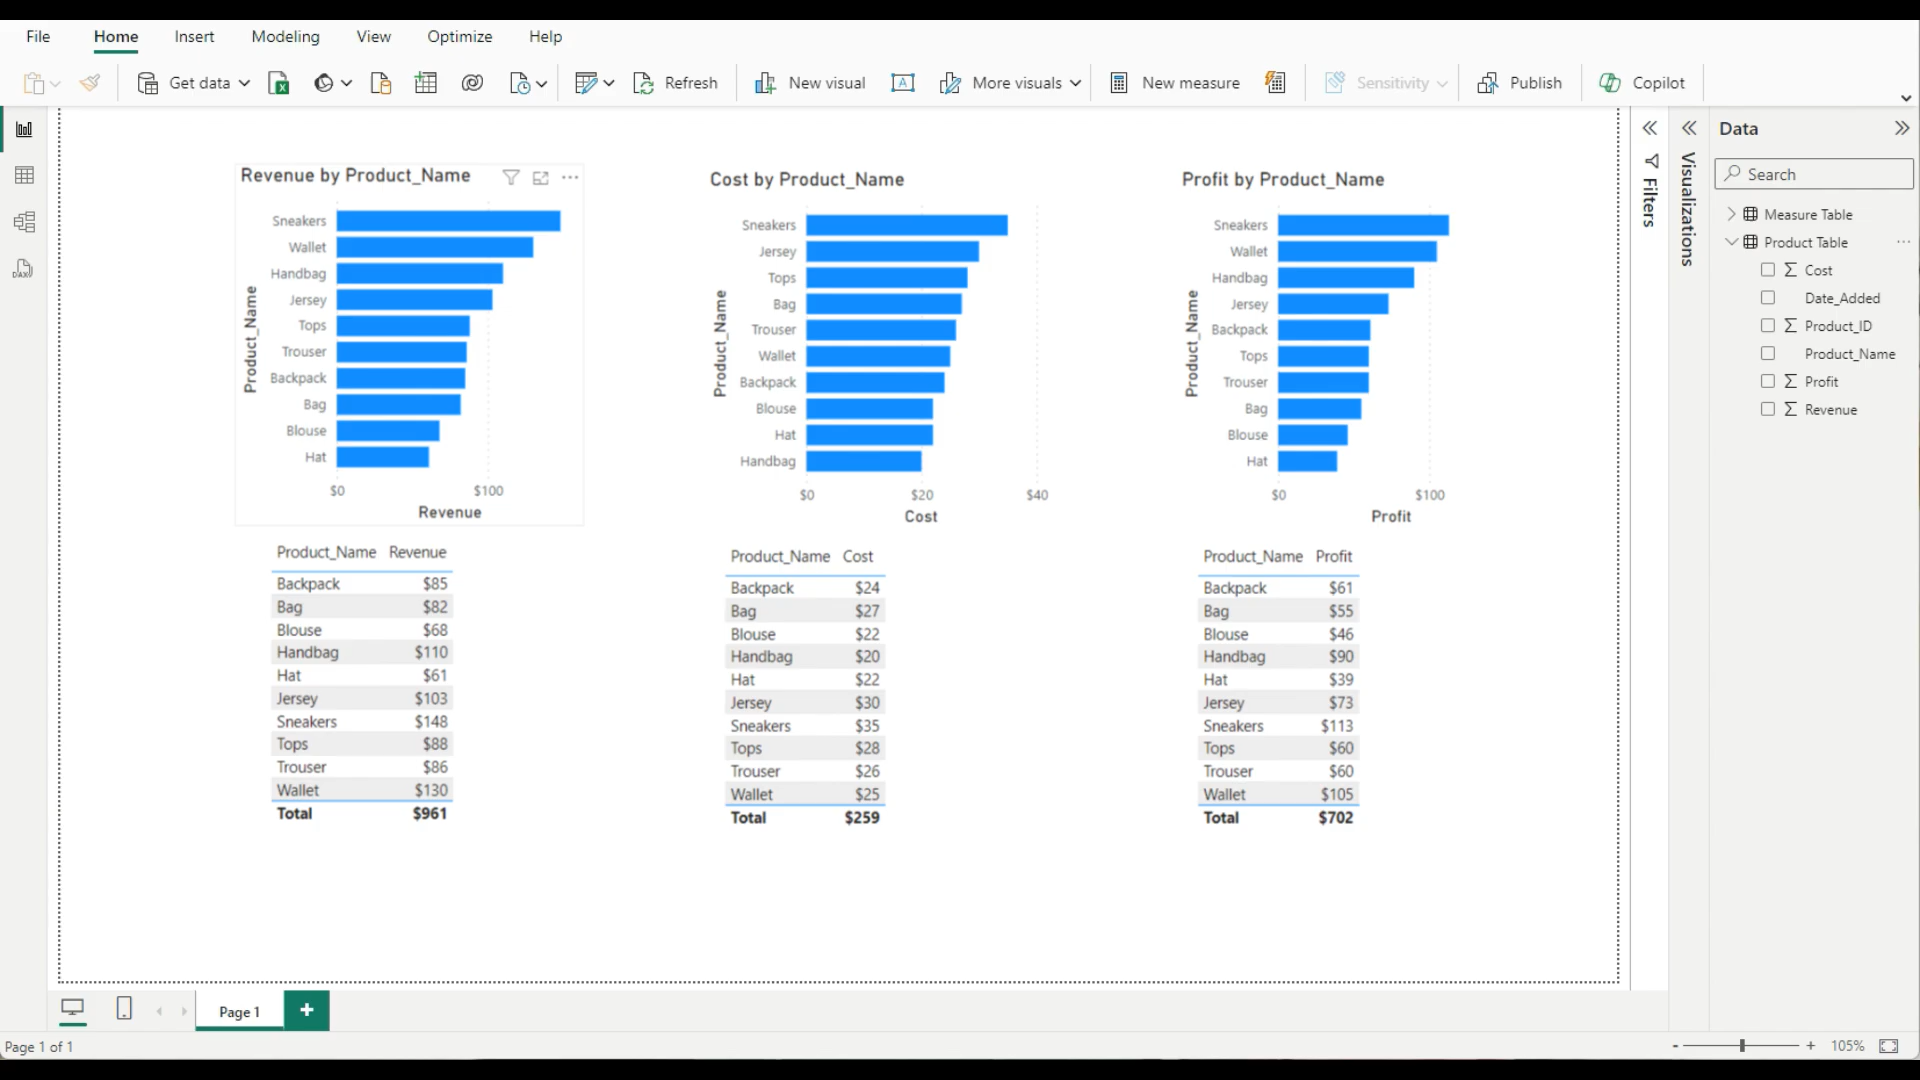 File Home Insert Modeling View Optimize Help
Get data Refresh New visual More visuals New measure Sensitivity Publish Copilot
Revenue by Product_Name
Product_Name
Sneakers
Wallet
Handbag
Jersey
Tops
Trouser
Backpack
Bag
Blouse
Hat
$0 $100
Revenue
Cost by Product_Name
Product_Name
Sneakers
Jersey
Tops
Bag
Trouser
Wallet
Backpack
Blouse
Hat
Handbag
$0 $20 $40
Cost
Profit by Product_Name
Product_Name
Sneakers
Wallet
Handbag
Jersey
Backpack
Tops
Trouser
Bag
Blouse
Hat
$0 $100
Profit
Product_Name Revenue
Backpack $85
Bag $82
Blouse $68
Handbag $110
Hat $61
Jersey $103
Sneakers $148
Tops $88
Trouser $86
Wallet $130
Total $961
Product_Name Cost
Backpack $24
Bag $27
Blouse $22
Handbag $20
Hat $22
Jersey $30
Sneakers $35
Tops $28
Trouser $26
Wallet $25
Total $259
Product_Name Profit
Backpack $61
Bag $55
Blouse $46
Handbag $90
Hat $39
Jersey $73
Sneakers $113
Tops $60
Trouser $60
Wallet $105
Total $702
Filters
Visualizations
Data
Search
Measure Table
Product Table
Σ Cost
Date_Added
Σ Product_ID
Product_Name
Σ Profit
Σ Revenue
Page 1 +
Page 1 of 1
- + 105%